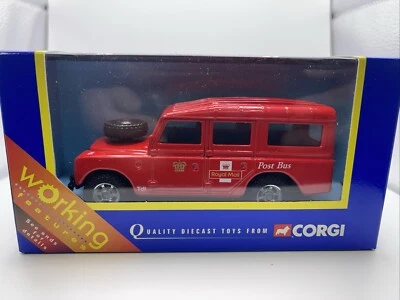 working
Post Bus
Royal Mail
QUALITY DIECAST TOYS FROM
CORGI